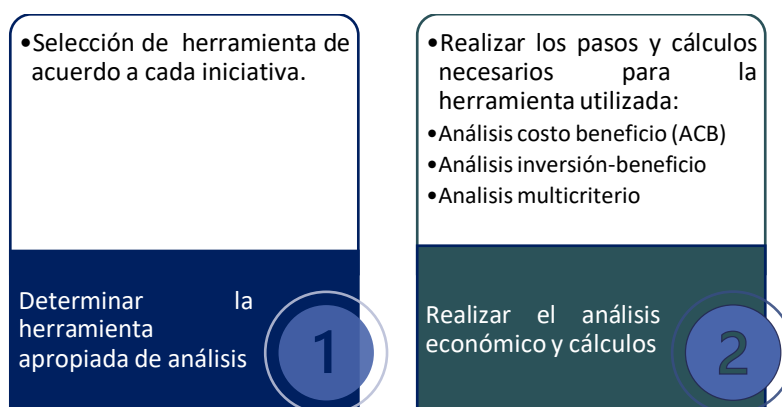 •Selección de herramienta de
acuerdo a cada iniciativa.
Determinar la
herramienta
apropiada de análisis
1
•Realizar los pasos y cálculos
necesarios para la
herramienta utilizada:
•Análisis costo beneficio (ACB)
•Análisis inversión-beneficio
•Analisis multicriterio
Realizar el análisis
económico y cálculos
2